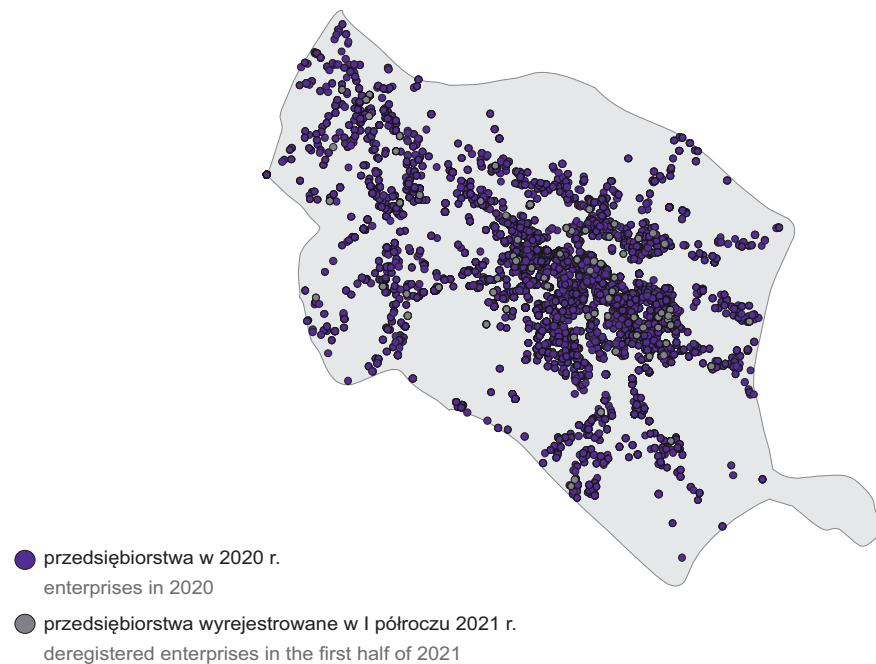 przedsiębiorstwa w 2020 r.
enterprises in 2020
przedsiębiorstwa wyrejestrowane w I półroczu 2021 r.
deregistered enterprises in the first half of 2021